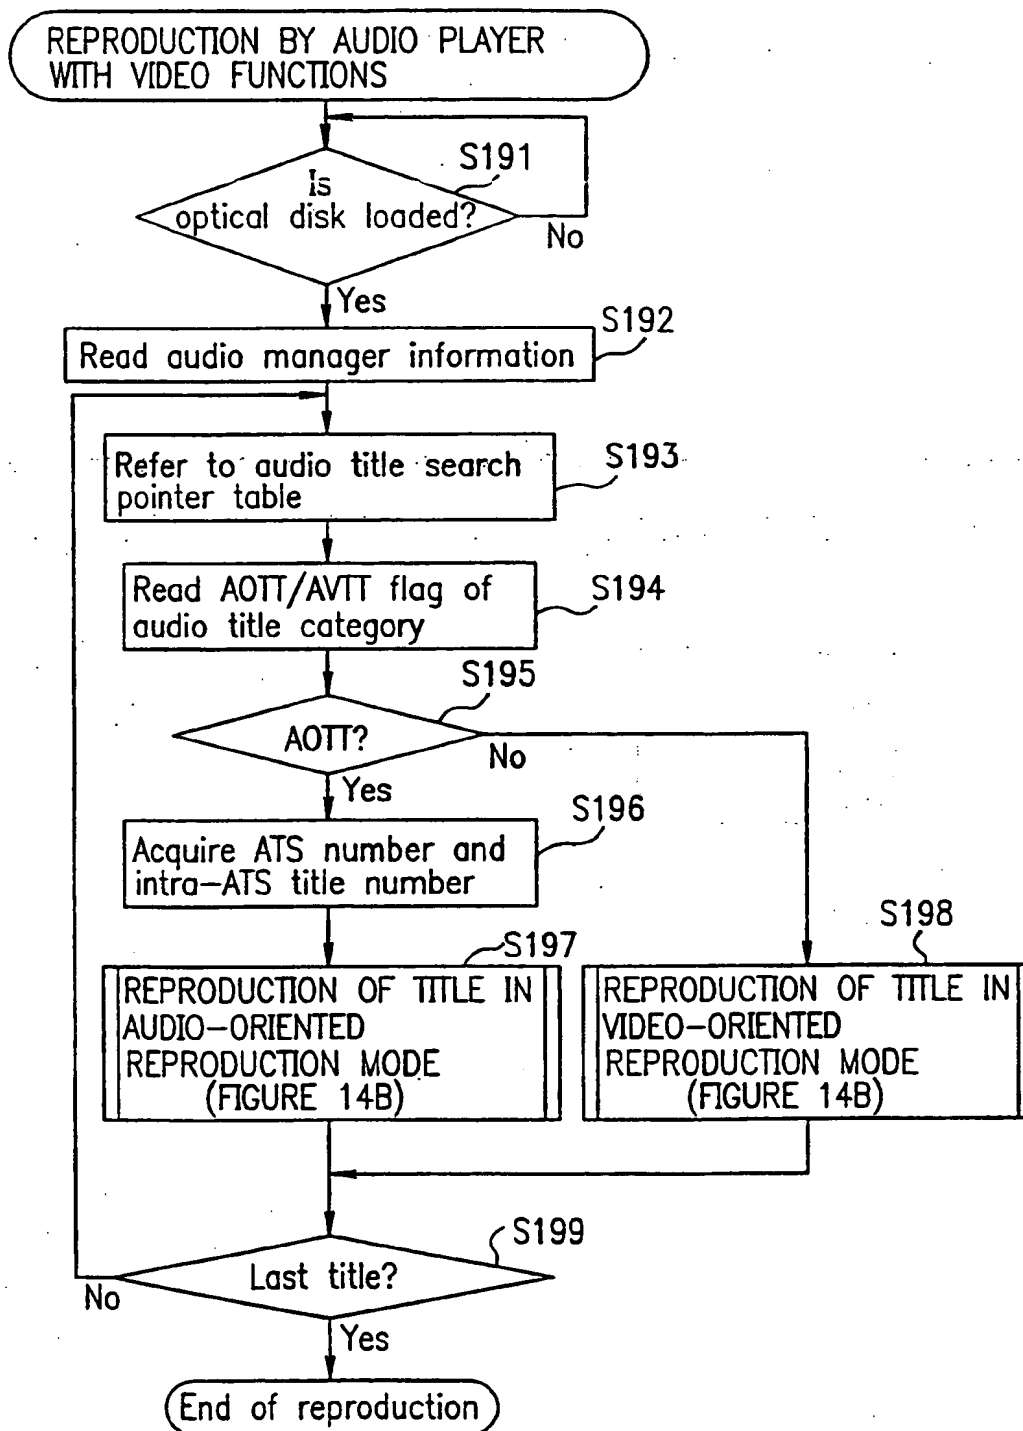 REPRODUCTION BY AUDIO PLAYER
WITH VIDEO FUNCTIONS
S191
Is
optical disk loaded?
No
Yes
S192
Read audio manager information
S193
Refer to audio title search
pointer table
S194
Read AOTT/AVTT flag of
audio title category
S195
AOTT?
No
Yes
S196
Acquire ATS number and
intra-ATS title number
S197
REPRODUCTION OF TITLE IN
AUDIO-ORIENTED
REPRODUCTION MODE
(FIGURE 14B)
S198
REPRODUCTION OF TITLE IN
VIDEO-ORIENTED
REPRODUCTION MODE
(FIGURE 14B)
S199
Last title?
No
Yes
End of reproduction